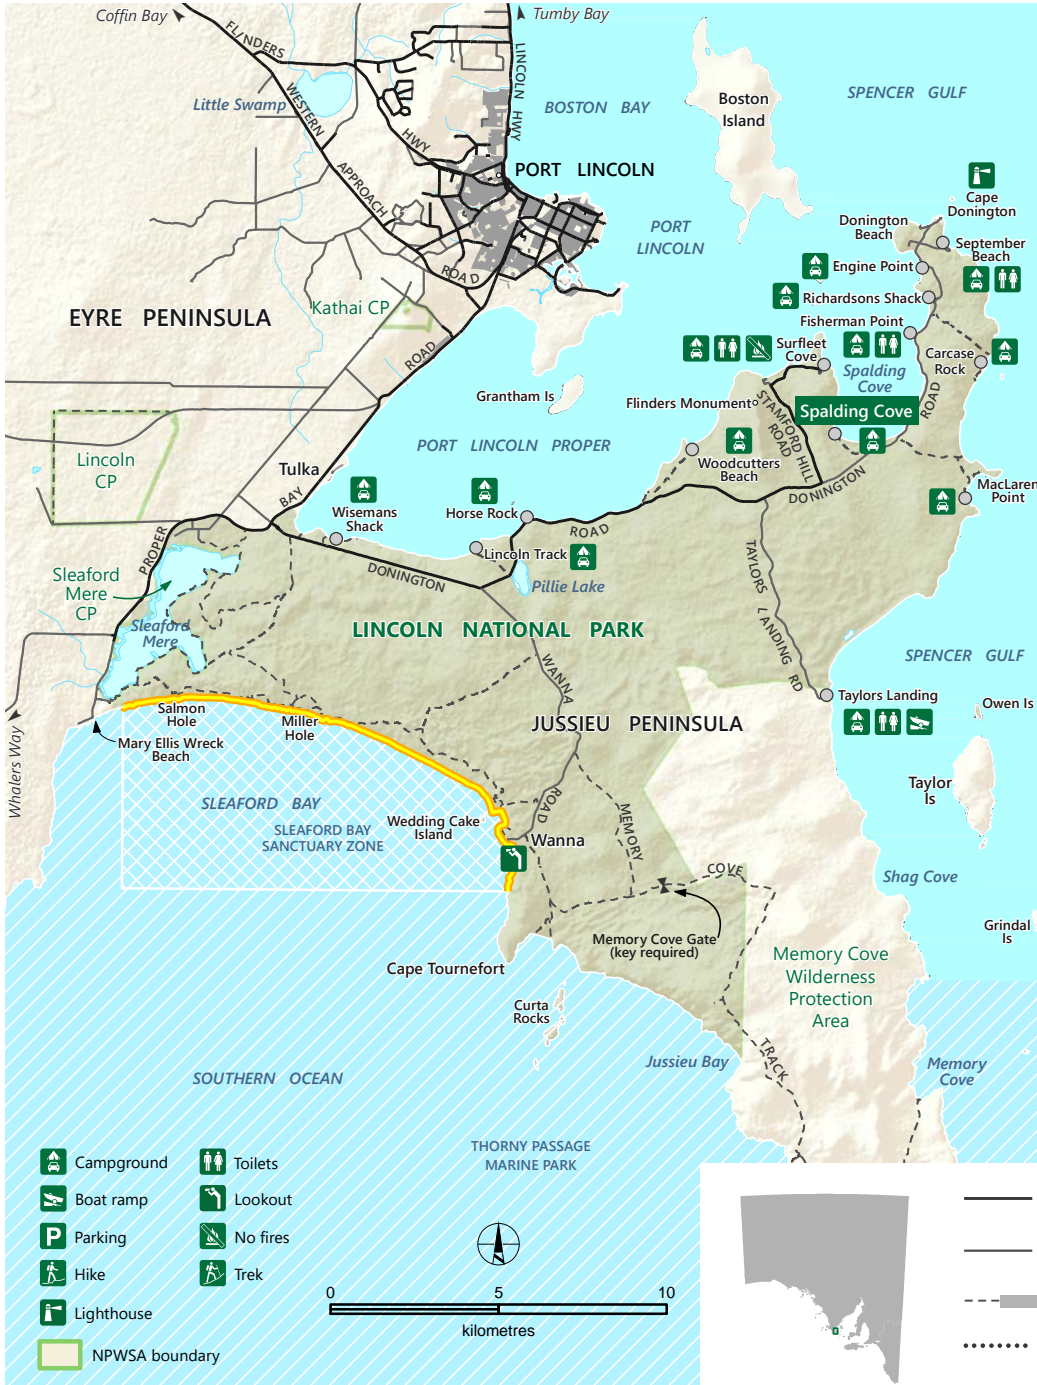 Coffin Bay
Tumby Bay
FLINDERS
HWY
LINCOLN HWY
WESTERN
APPROACH
ROAD
Little Swamp
BOSTON BAY
Boston
Island
SPENCER GULF
PORT LINCOLN
PORT
LINCOLN
Cape
Donington
Donington
Beach
September
Beach
Engine Point
Richardsons Shack
Fisherman Point
Surfleet
Cove
Spalding
Cove
Carcase
Rock
EYRE PENINSULA
Kathai CP
ROAD
Grantham Is
Flinders Monument
STAMFORD HILL
ROAD
Spalding Cove
ROAD
PORT LINCOLN PROPER
Lincoln
CP
Tulka
BAY
Woodcutters
Beach
DONINGTON
MacLaren
Point
Wisemans
Shack
Horse Rock
ROAD
PROPER
Lincoln Track
DONINGTON
Pillie Lake
TAYLORS LANDING RD
Sleaford
Mere
CP
Sleaford
Mere
LINCOLN NATIONAL PARK
SPENCER GULF
WANNA
Taylors Landing
Owen Is
Salmon
Hole
Miller
Hole
JUSSIEU PENINSULA
Mary Ellis Wreck
Beach
Whalers Way
Taylor
Is
SLEAFORD BAY
SLEAFORD BAY
SANCTUARY ZONE
Wedding Cake
Island
ROAD
Wanna
MEMORY
COVE
Shag Cove
Grindal
Is
Memory Cove Gate
(key required)
Memory Cove
Wilderness
Protection
Area
Cape Tournefort
Curta
Rocks
Jussieu Bay
TRACK
Memory
Cove
SOUTHERN OCEAN
THORNY PASSAGE
MARINE PARK
Campground
Toilets
Boat ramp
Lookout
P Parking
No fires
Hike
Trek
Lighthouse
NPWSA boundary
0 5 10
kilometres